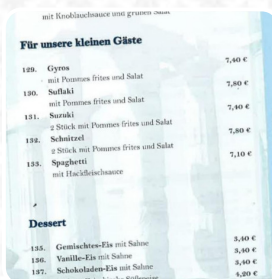 mit Knoblauchsauce und grünen Salat
Für unsere kleinen Gäste
129. Gyros 7,40 €
mit Pommes frites und Salat
130. Suflaki 7,80 €
mit Pommes frites und Salat
131. Suzuki 7,40 €
2 Stück mit Pommes frites und Salat
132. Schnitzel 7,80 €
2 Stück mit Pommes frites und Salat
133. Spaghetti 7,10 €
mit Hackfleischsauce
Dessert
135. Gemischtes-Eis mit Sahne 3,40 €
136. Vanille-Eis mit Sahne 3,40 €
137. Schokoladen-Eis mit Sahne 3,40 €
4,20 €